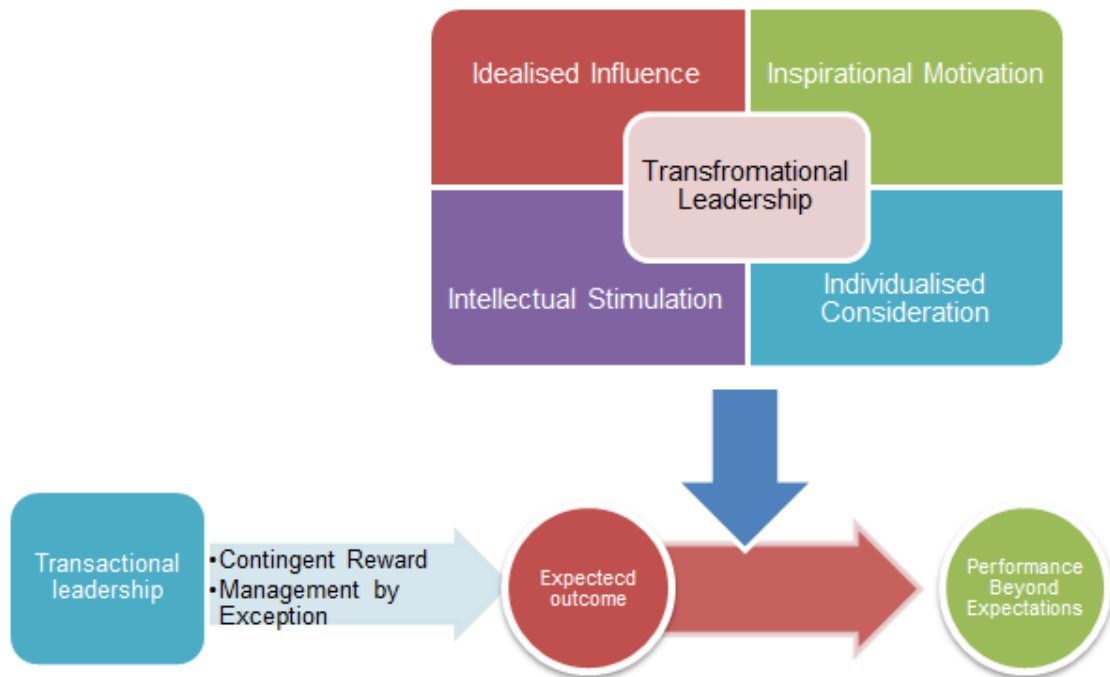 Idealised Influence
Inspirational Motivation
Transfromational
Leadership
Intellectual Stimulation
Individualised
Consideration
Transactional
leadership
•Contingent Reward
•Management by
Exception
Expectecd
outcome
Performance
Beyond
Expectations